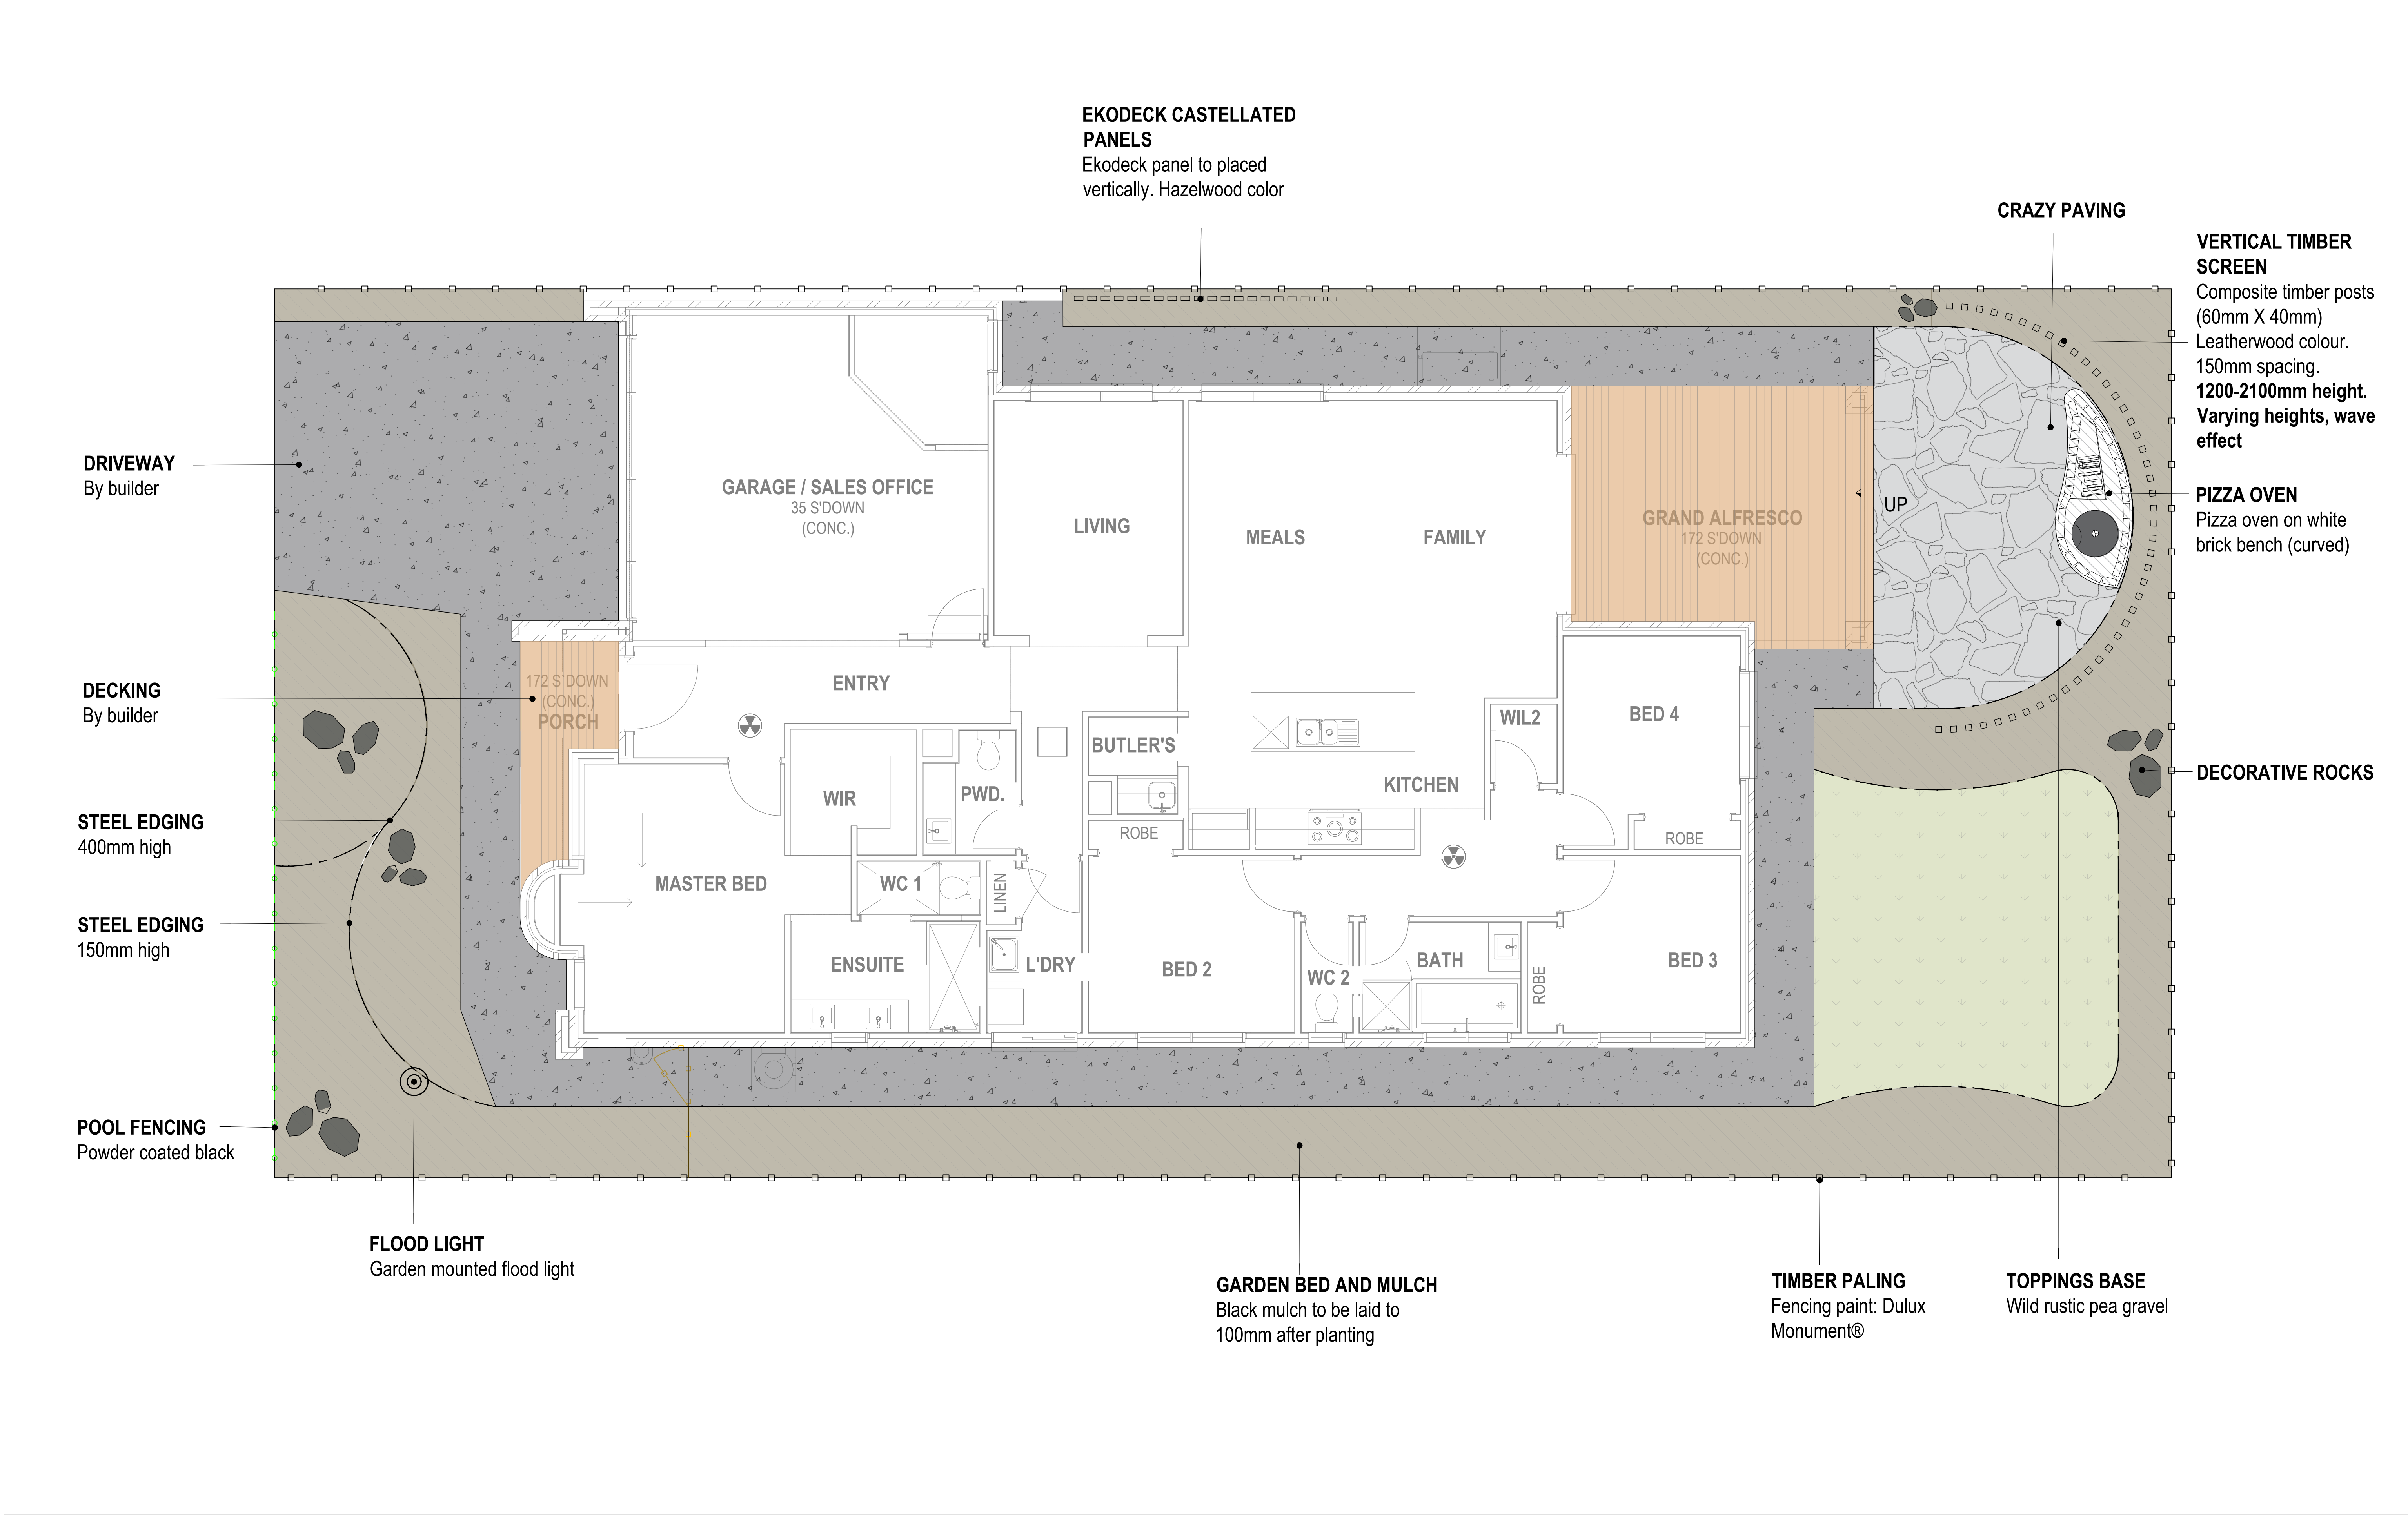 EKODECK CASTELLATED
PANELS
Ekodeck panel to placed
vertically. Hazelwood color
CRAZY PAVING
VERTICAL TIMBER
SCREEN
Composite timber posts
(60mm X 40mm)
Leatherwood colour.
150mm spacing.
1200-2100mm height.
Varying heights, wave
effect
PIZZA OVEN
Pizza oven on white
brick bench (curved)
DECORATIVE ROCKS
DRIVEWAY
By builder
DECKING
By builder
STEEL EDGING
400mm high
STEEL EDGING
150mm high
POOL FENCING
Powder coated black
GARAGE / SALES OFFICE
35 S'DOWN
(CONC.)
LIVING
MEALS
FAMILY
GRAND ALFRESCO
172 S'DOWN
(CONC.)
UP
172 S'DOWN
(CONC.)
PORCH
ENTRY
BUTLER'S
WIL2
BED 4
WIR
PWD.
KITCHEN
ROBE
ROBE
MASTER BED
WC 1
LINEN
ENSUITE
L'DRY
BED 2
WC 2
BATH
ROBE
BED 3
FLOOD LIGHT
Garden mounted flood light
GARDEN BED AND MULCH
Black mulch to be laid to
100mm after planting
TIMBER PALING
Fencing paint: Dulux
Monument®
TOPPINGS BASE
Wild rustic pea gravel